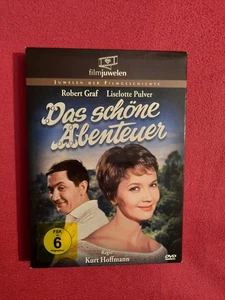 filmjuwelen
JUWELEN DER FILMGESCHICHTE
Robert Graf Liselotte Pulver
Das schöne
Abenteuer
Regie
Kurt Hoffmann
FSK
6
DVD